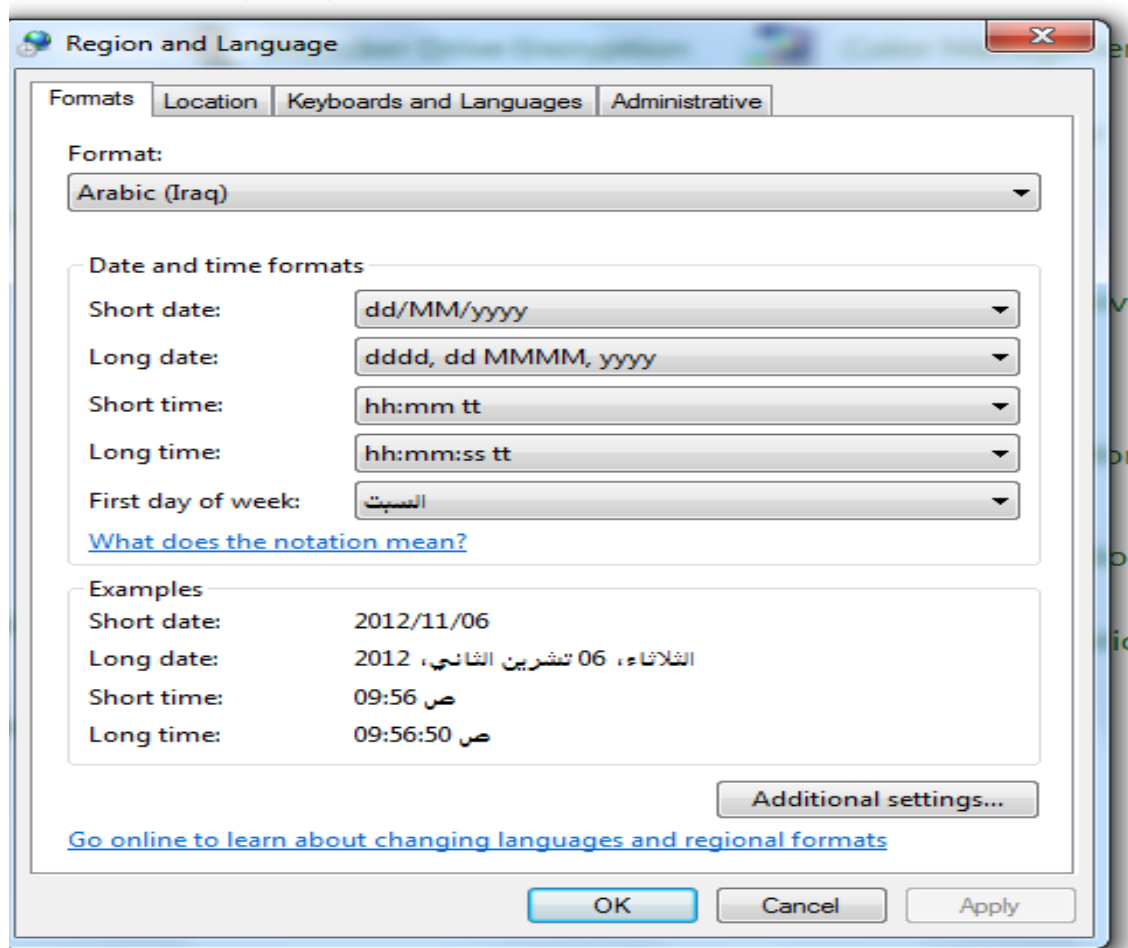 Region and Language
Formats Location Keyboards and Languages Administrative
Format:
Arabic (Iraq)
Date and time formats
Short date: dd/MM/yyyy
Long date: dddd, dd MMMM, yyyy
Short time: hh:mm tt
Long time: hh:mm:ss tt
First day of week: السبت
What does the notation mean?
Examples
Short date: 2012/11/06
Long date: الثلاثاء، 06 تشرين الثاني، 2012
Short time: 09:56 ص
Long time: 09:56:50 ص
Additional settings...
Go online to learn about changing languages and regional formats
OK Cancel Apply